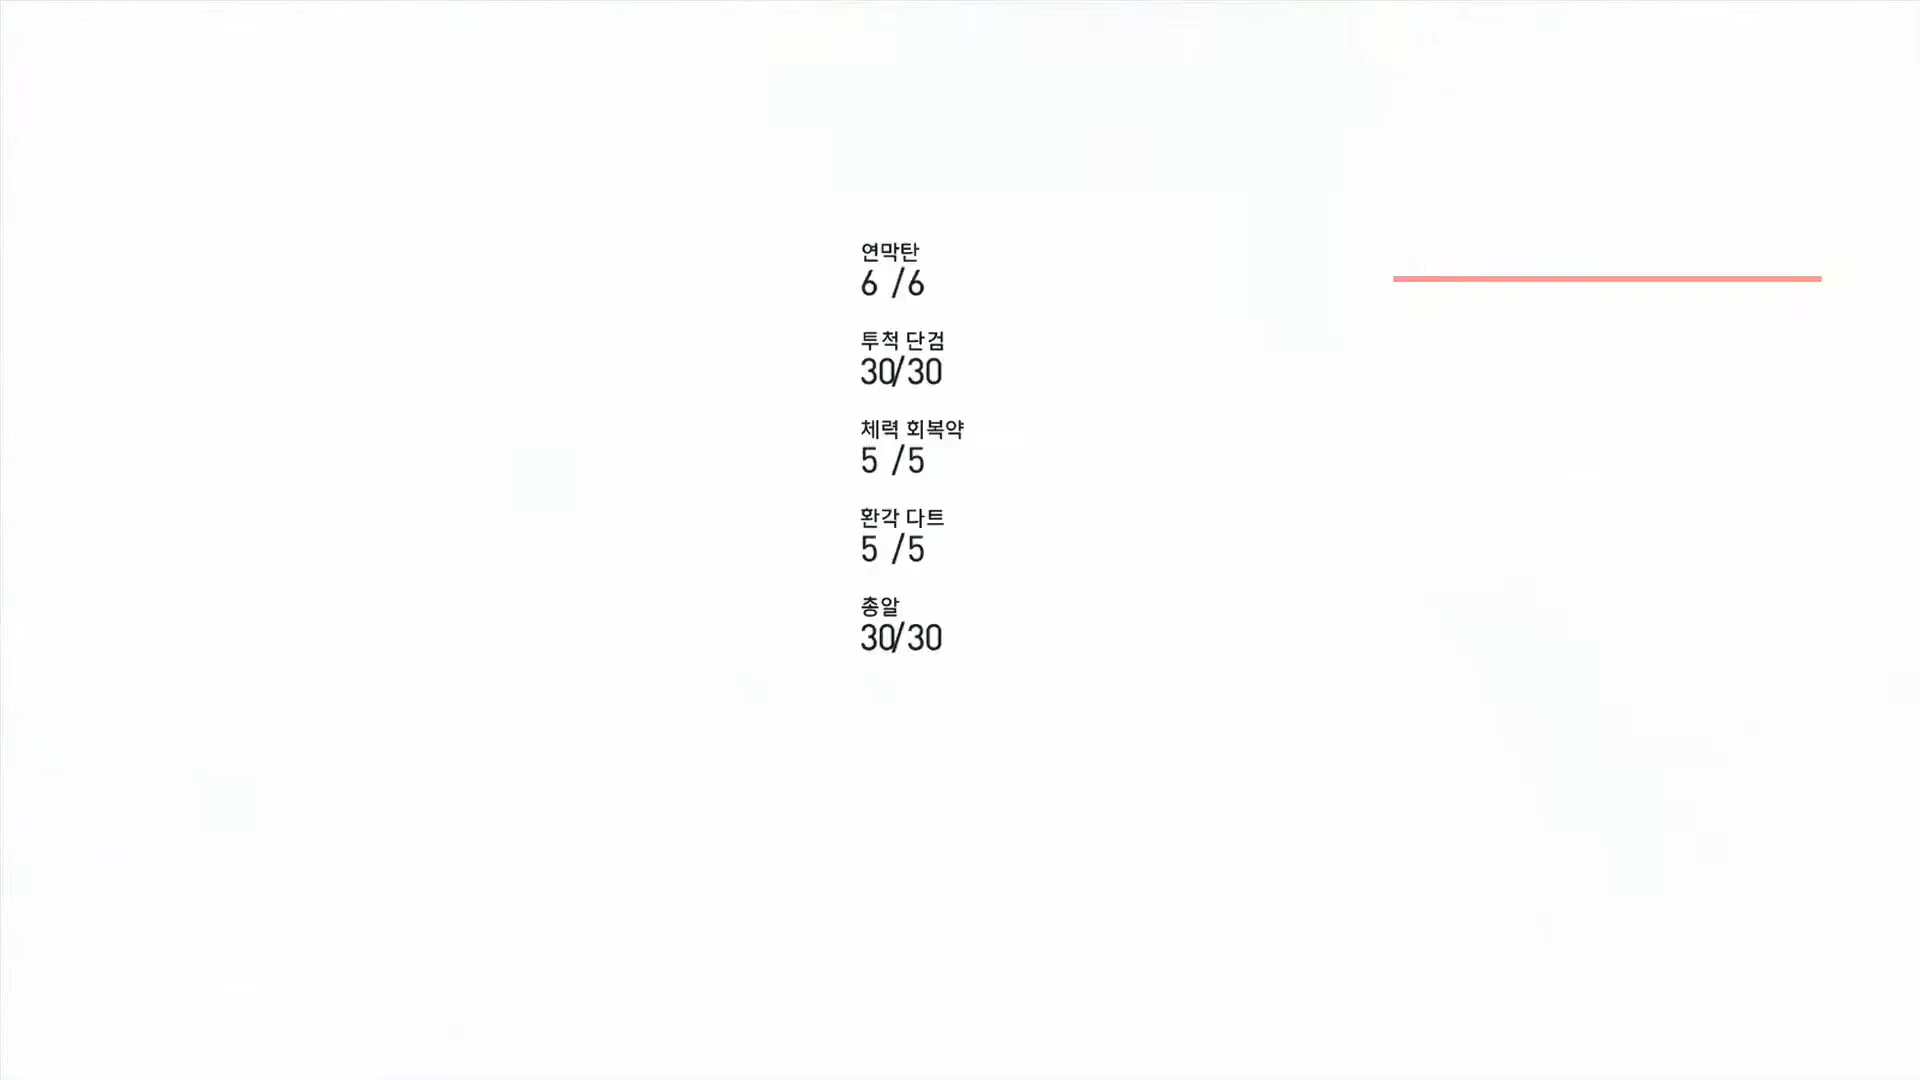 연막탄
6 /6
투척 단검
30/30
체력 회복약
5 /5
환각 다트
5 /5
총알
30/30